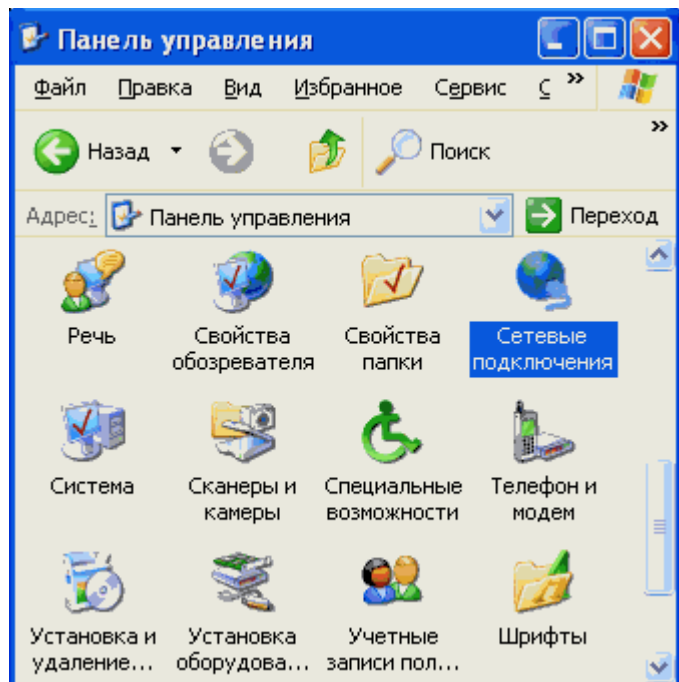 Панель управления
Файл Правка Вид Избранное Сервис С »
Назад Поиск »
Адрес: Панель управления Переход
Речь Свойства обозревателя Свойства папки Сетевые подключения
Система Сканеры и камеры Специальные возможности Телефон и модем
Установка и удаление... Установка оборудова... Учетные записи пол... Шрифты